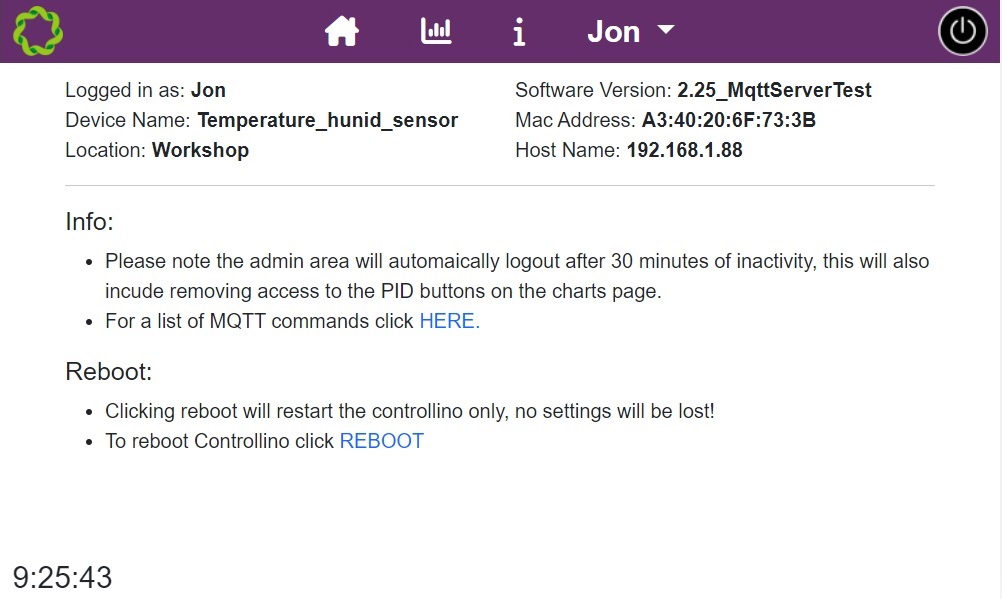 Jon
Logged in as: Jon
Device Name: Temperature_hunid_sensor
Location: Workshop
Software Version: 2.25_MqttServerTest
Mac Address: A3:40:20:6F:73:3B
Host Name: 192.168.1.88
Info:
Please note the admin area will automaically logout after 30 minutes of inactivity, this will also
incude removing access to the PID buttons on the charts page.
For a list of MQTT commands click HERE.
Reboot:
Clicking reboot will restart the controllino only, no settings will be lost!
To reboot Controllino click REBOOT
9:25:43